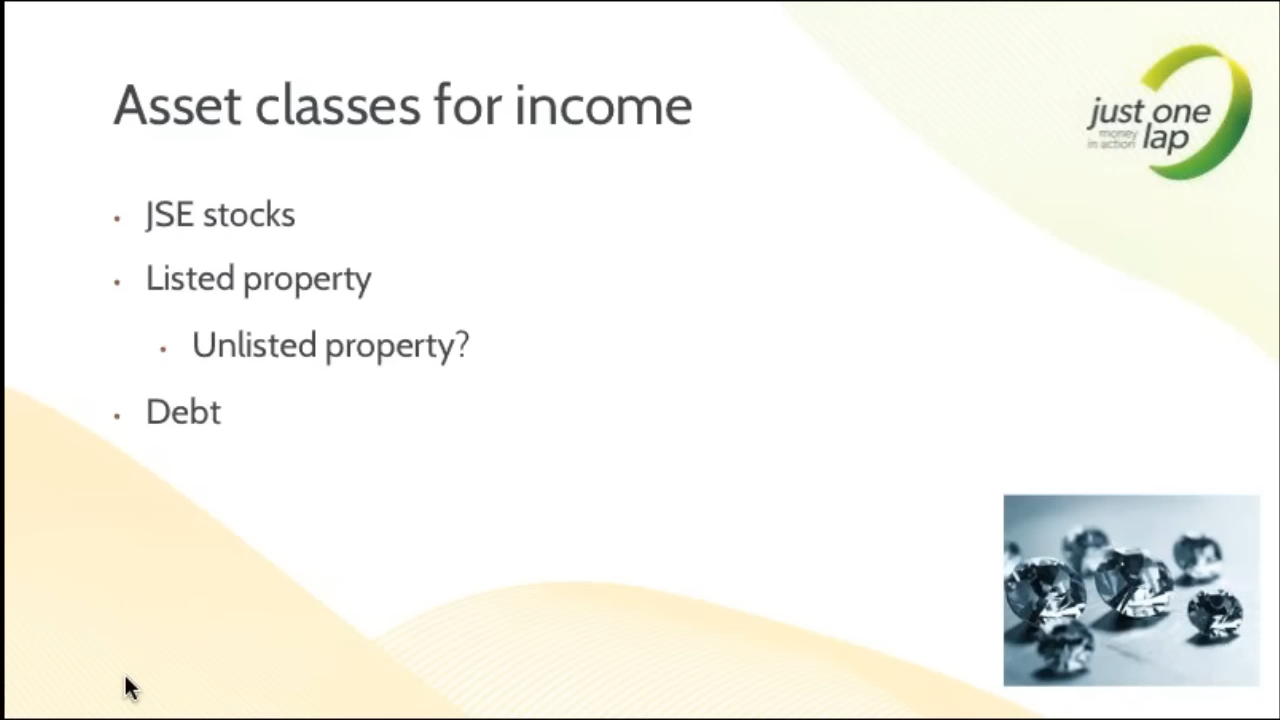 Asset classes for income
just one
money
in action lap
JSE stocks
Listed property
Unlisted property?
Debt